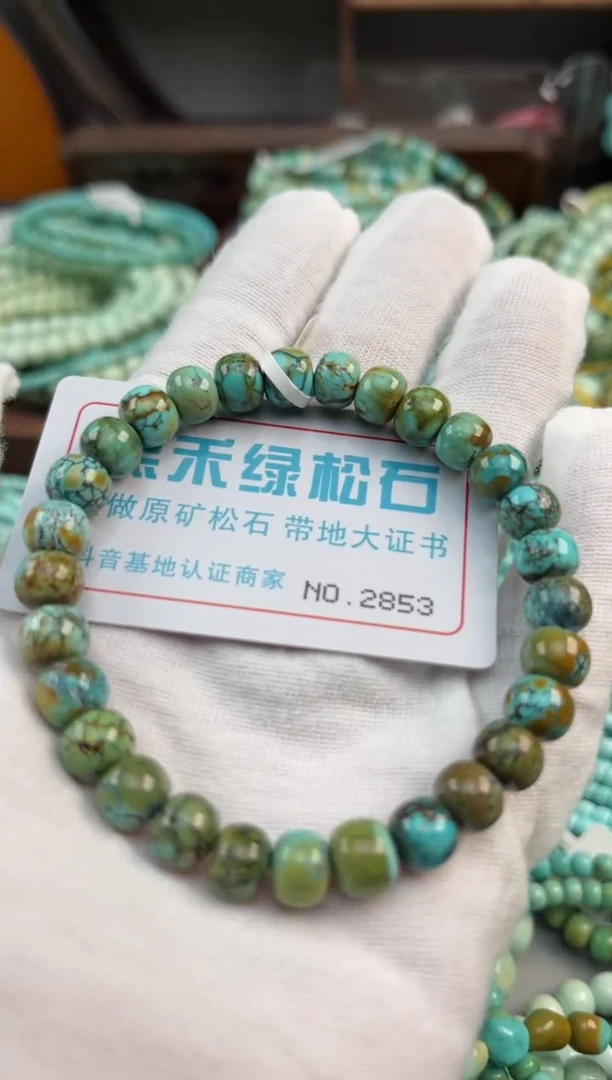 禾绿松石
做原矿松石 带地大证书
抖音基地认证商家
NO.2853